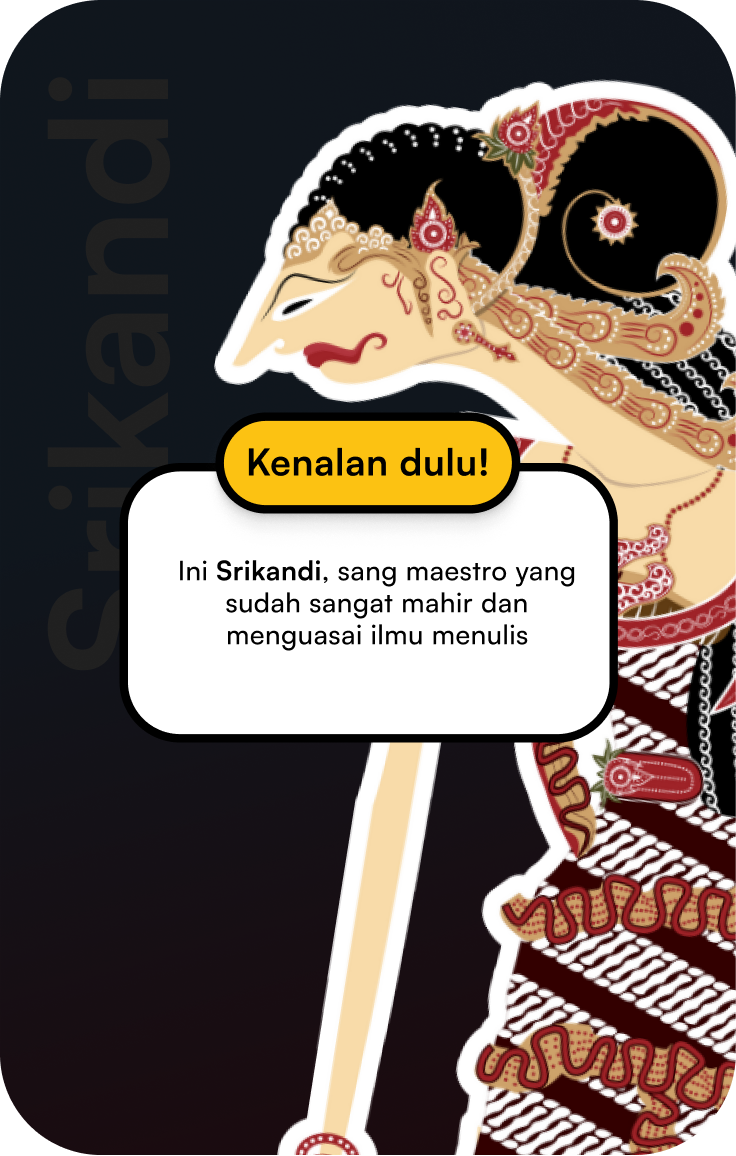 Srikandi
Kenalan dulu!
Ini Srikandi, sang maestro yang
sudah sangat mahir dan
menguasai ilmu menulis